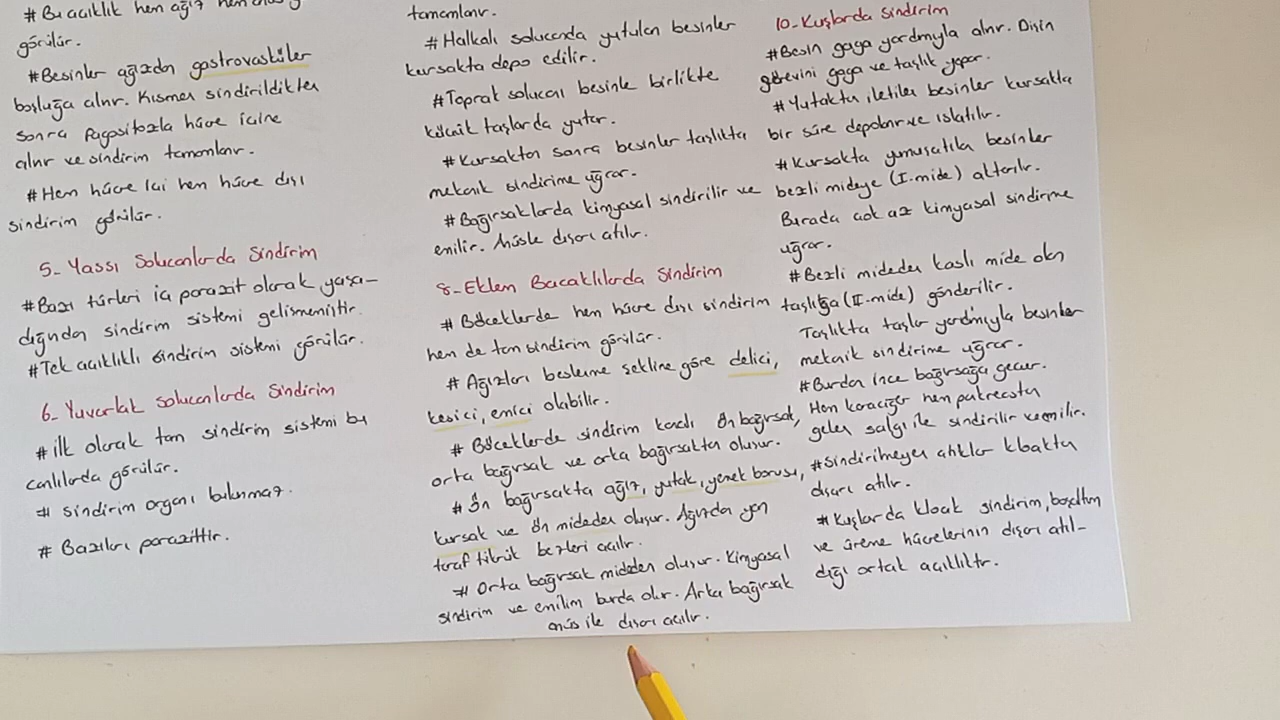 # Bu açıklık hem ağız hem
görülür.
# Besinler ağızdan gastrovasküler
boşluğa alınır. Kısmen sindirildikten
sonra fagositozla hücre içine
alınır ve sindirim tamamlanır.
# Hem hücre içi hem hücre dışı
sindirim görülür.
5- Yassı Solucanlarda Sindirim
# Bazı türleri iç parazit olarak yaşa-
dığından sindirim sistemi gelişmemiştir.
# Tek açıklıklı sindirim sistemi görülür.
6- Yuvarlak solucanlarda Sindirim
# ilk olarak tam sindirim sistemi bu
canlılarda görülür.
# sindirim organı bulunmaz.
# Bazıları parazittir.
tamamlanır.
# Halkalı solucanda yutulan besinler
kursakta depo edilir.
# Toprak solucanı besinle birlikte
küçük taşlarda yutar.
# Kursaktan sonra besinler taşlıkta
mekanik sindirime uğrar.
# Bağırsaklarda kimyasal sindirilir ve
emilir. Anüsle dışarı atılır.
8- Eklem Bacaklılarda Sindirim
# Böceklerde hem hücre dışı sindirim
hem de tam sindirim görülür.
# Ağızları beslenme şekline göre delici,
kesici, emici olabilir.
# Böceklerde sindirim kanalı ön bağırsak,
orta bağırsak ve arka bağırsaktan oluşur.
# Ön bağırsakta ağız, yutak, yemek borusu,
kursak ve ön mideden oluşur. Ağızda yan
taraf tükrük bezleri açılır.
# Orta bağırsak mideden oluşur. Kimyasal
sindirim ve emilim burda olur. Arka bağırsak
anüs ile dışarı açılır.
10- Kuşlarda Sindirim
# Besin gaga yardımıyla alınır. Dişin
görevini gaga ve taşlık yapar.
# Yutakta iletilen besinler kursakta
bir süre depolanır ve ıslatılır.
# Kursakta yumuşatılan besinler
bezli mideye (I. mide) aktarılır.
Burada çok az kimyasal sindirime
uğrar.
# Bezli mideden kaslı mide olan
taşlığa (II. mide) gönderilir.
Taşlıkta taşlar yardımıyla besinler
mekanik sindirime uğrar.
# Burdan ince bağırsağa geçer.
Hem karaciğer hem pankreastan
gelen salgı ile sindirilir ve emilir.
# Sindirilmeyen atıklar kloaktan
dışarı atılır.
# Kuşlarda kloak sindirim, boşaltım
ve üreme hücrelerinin dışarı atıl-
dığı ortak açıklıktır.